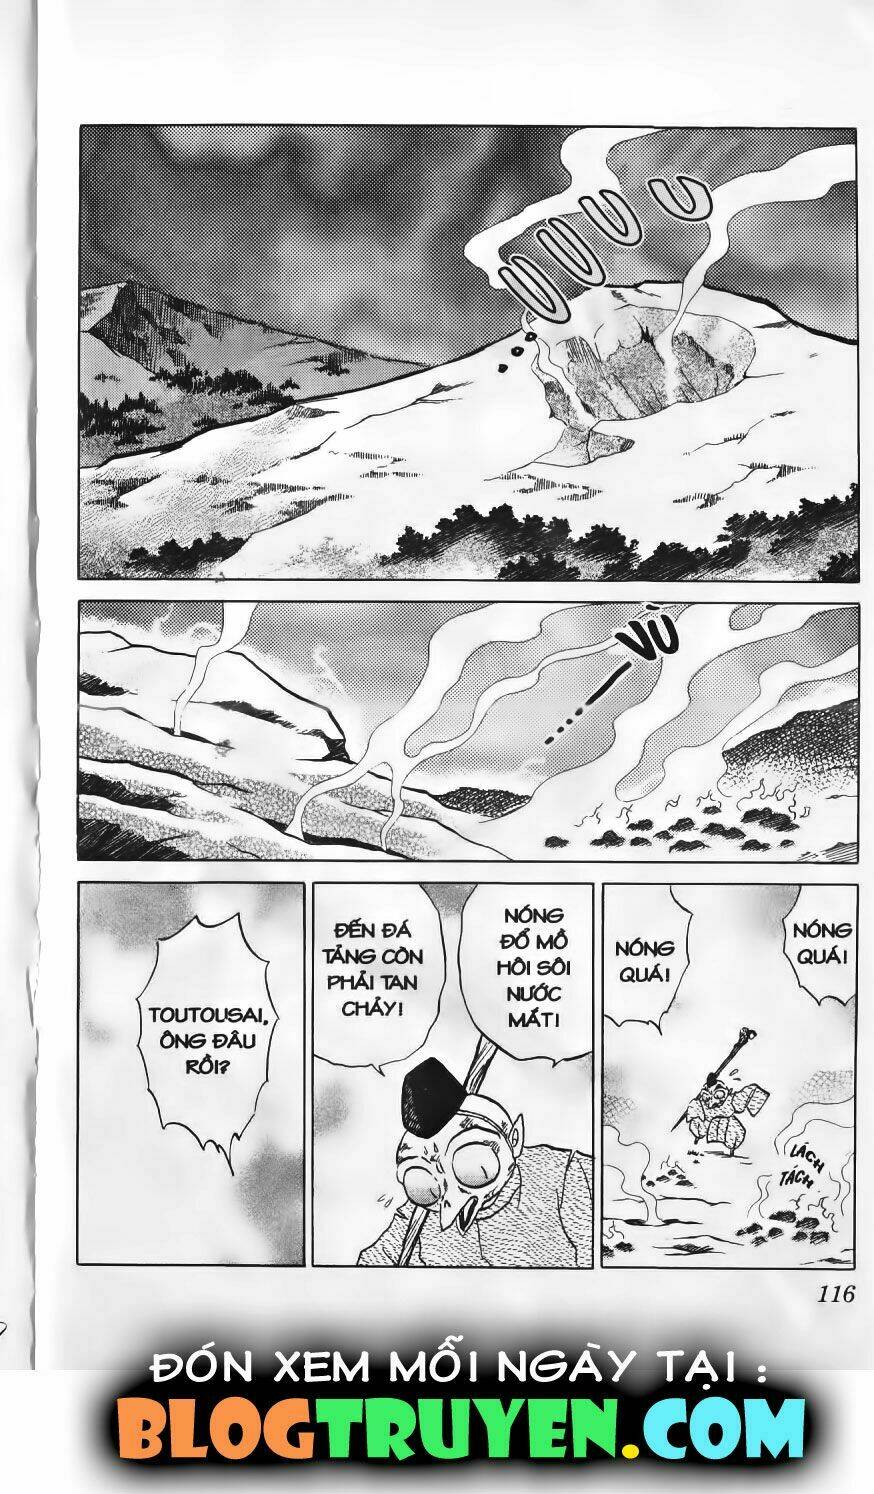 UUUU
VÙ
NÓNG
QUÁ!
NÓNG
QUÁ!
LÁCH
TÁCH
NÓNG
ĐỔ MỒ
HÔI SÔI
NƯỚC
MẮT!
ĐẾN ĐÁ
TẢNG CÒN
PHẢI TAN
CHẢY!
TOUTOUSAI,
ÔNG ĐÂU
RỒI?
116
ĐÓN XEM MỖI NGÀY TẠI :
BLOGTRUYEN.COM